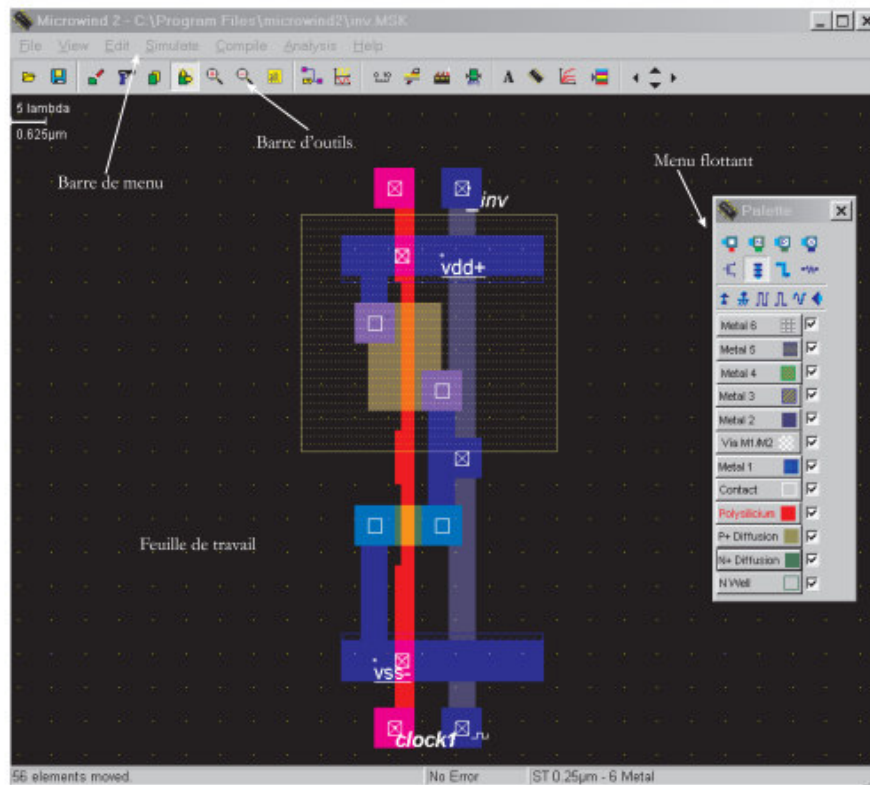 Microwind 2 - C:\Program Files\microwind2\inv.MSK
File View Edit Simulate Compile Analysis Help
5 lambda
0.625µm
Barre d'outils
Barre de menu
Menu flottant
_inv
vdd+
Palette
Metal 6
Metal 5
Metal 4
Metal 3
Metal 2
Via M1/M2
Metal 1
Contact
Polysilicium
P+ Diffusion
N+ Diffusion
N Well
Feuille de travail
vss-
clock1
56 elements moved.
No Error
ST 0.25µm - 6 Metal